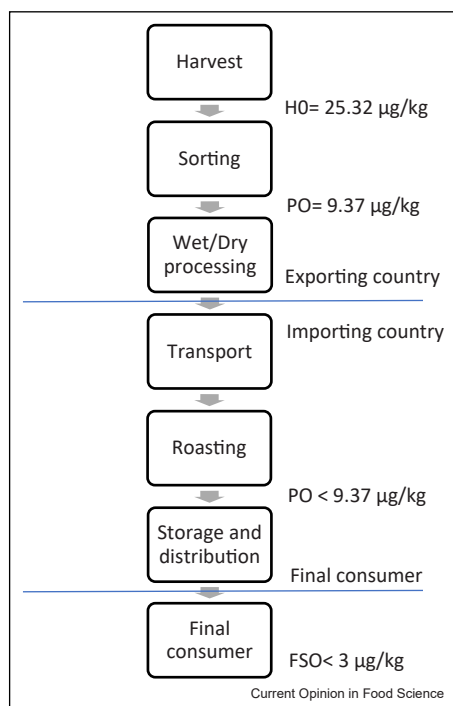 Harvest
H0= 25.32 µg/kg
Sorting
PO= 9.37 µg/kg
Wet/Dry
processing
Exporting country
Importing country
Transport
Roasting
PO < 9.37 µg/kg
Storage and
distribution
Final consumer
Final
consumer
FSO< 3 µg/kg
Current Opinion in Food Science